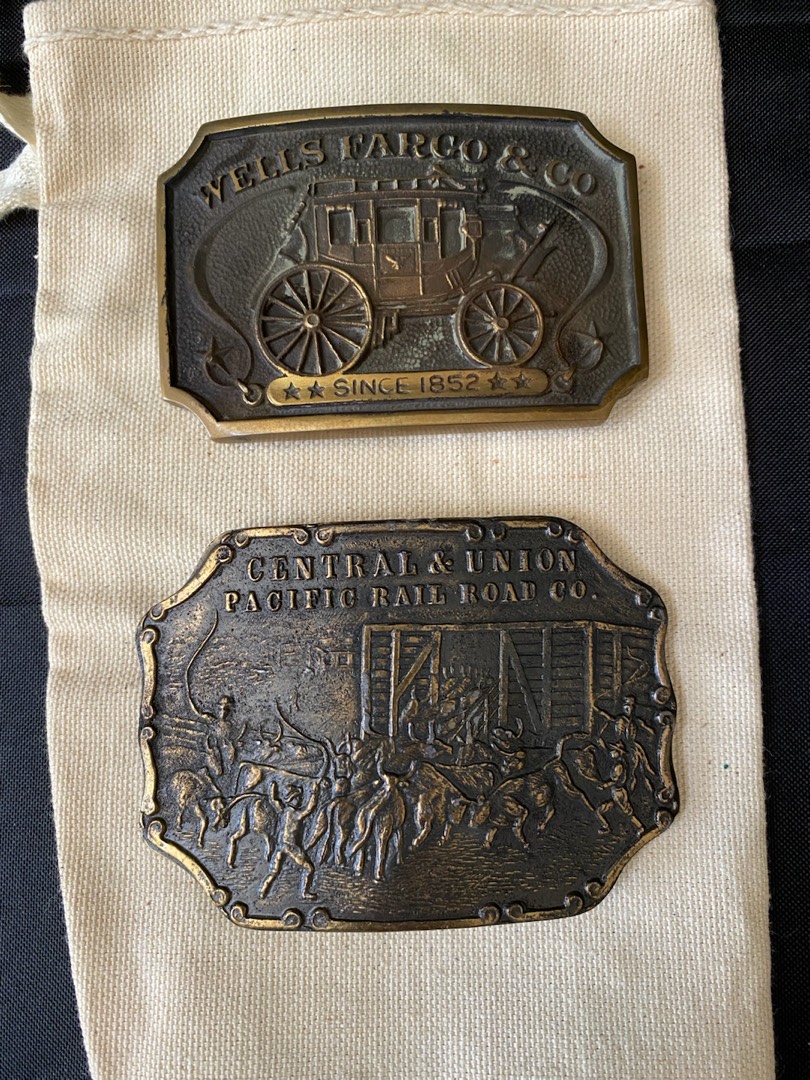 WELLS FARGO & CO
★★ SINCE 1852 ★★
CENTRAL & UNION
PACIFIC RAIL ROAD CO.